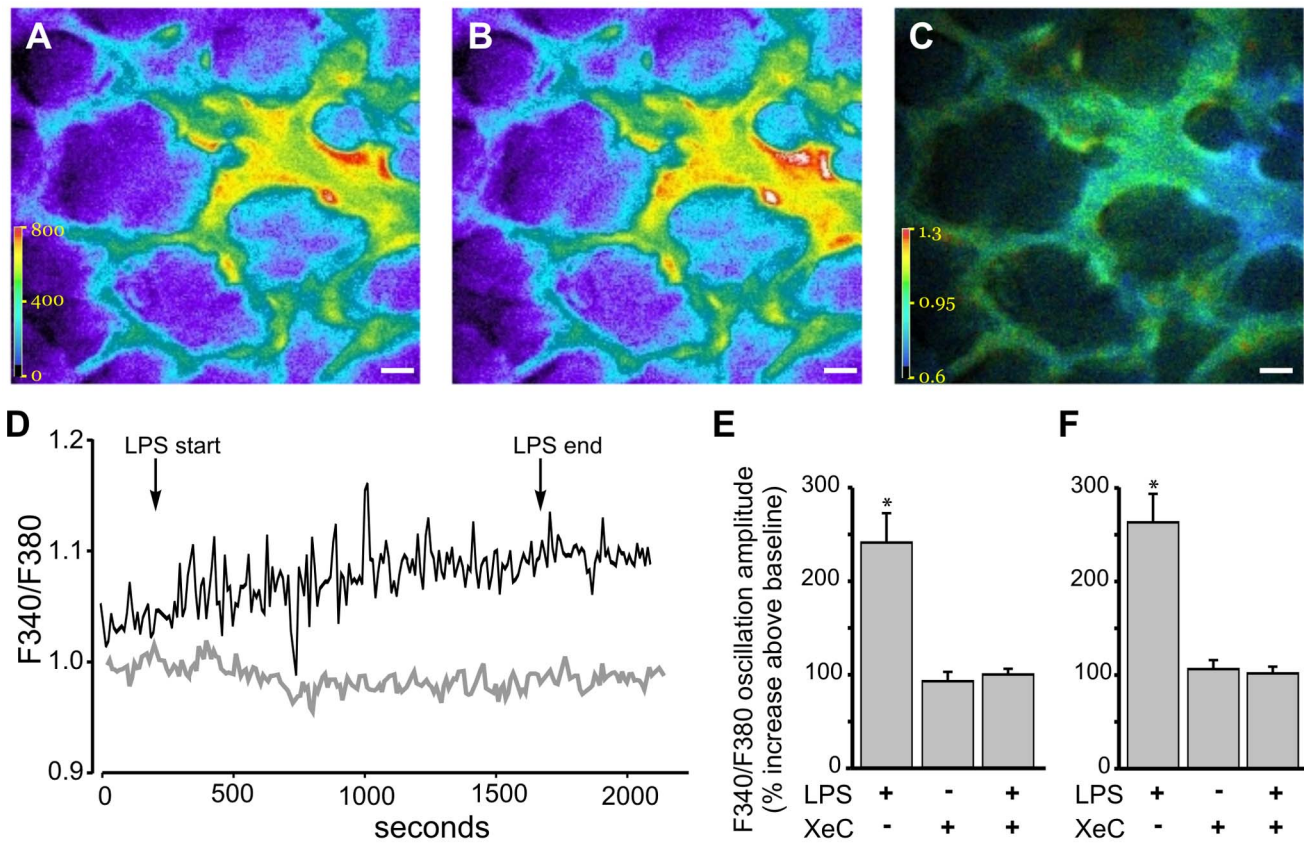 A
800
400
0
B
C
1.3
0.95
0.6
D
1.2
1.1
1.0
0.9
F340/F380
LPS start
LPS end
0
500
1000
1500
2000
seconds
E
F340/F380 oscillation amplitude
(% increase above baseline)
300
200
100
0
*
LPS + - +
XeC - + +
F
300
200
100
0
*
LPS + - +
XeC - + +